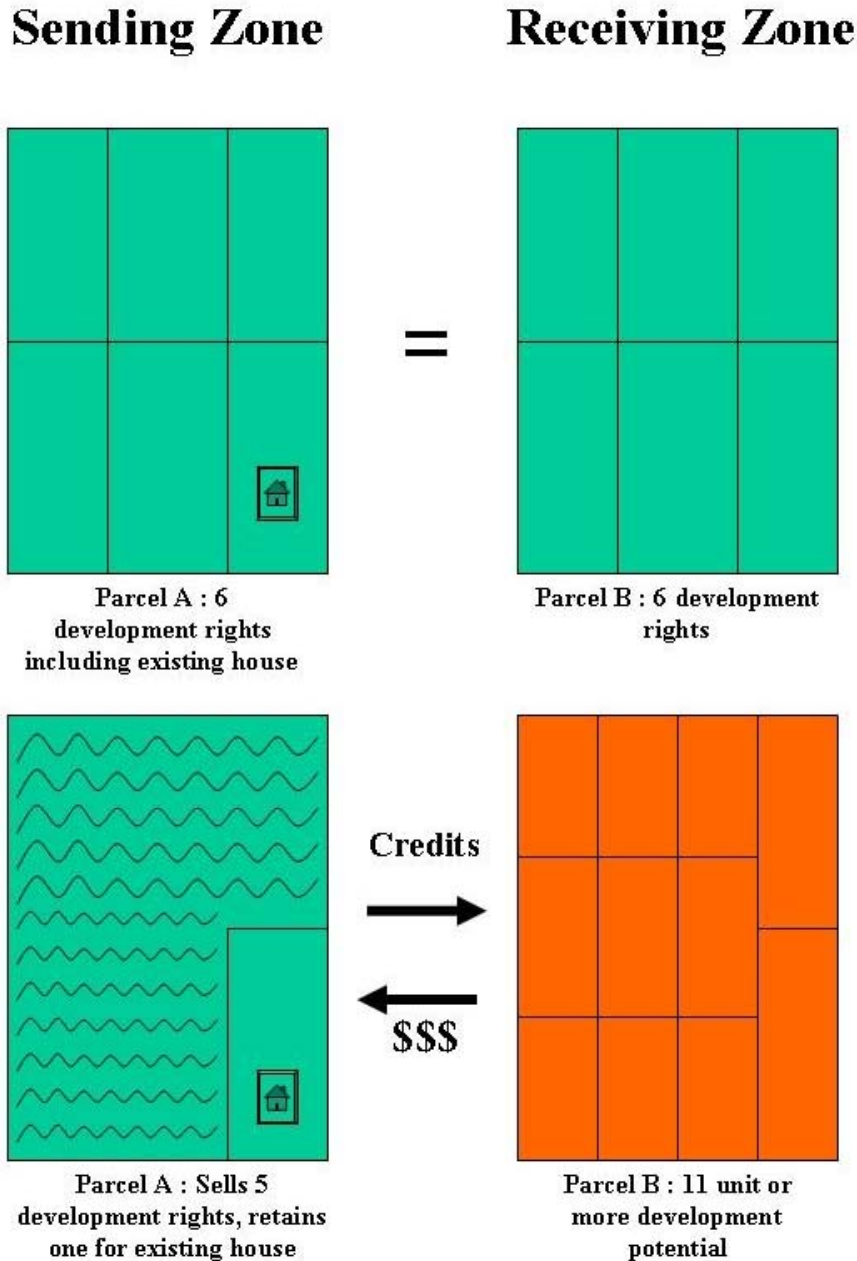 Sending Zone
Receiving Zone
=
Parcel A : 6
development rights
including existing house
Parcel B : 6 development
rights
Credits
$$$
Parcel A : Sells 5
development rights, retains
one for existing house
Parcel B : 11 unit or
more development
potential